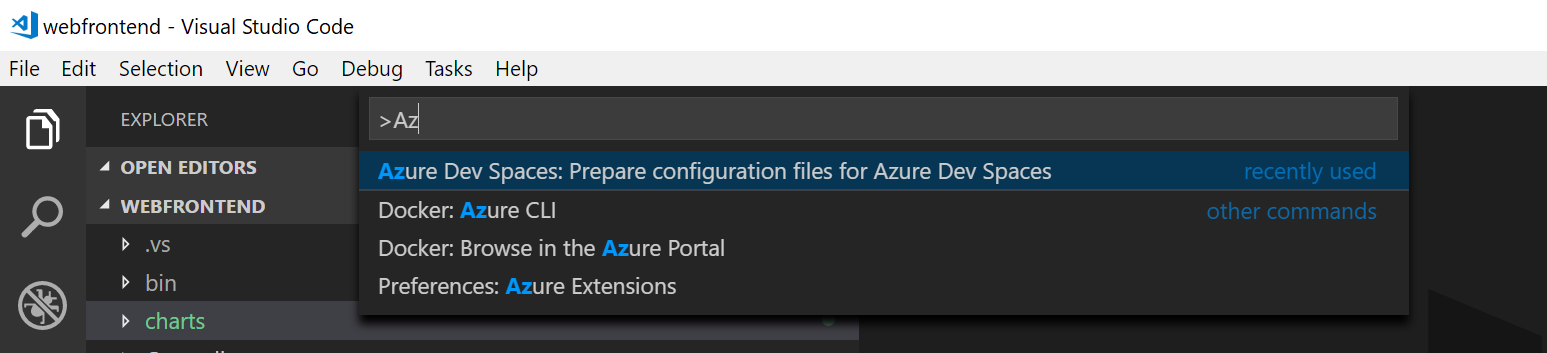 webfrontend - Visual Studio Code
File Edit Selection View Go Debug Tasks Help
EXPLORER
OPEN EDITORS
WEBFRONTEND
.vs
bin
charts
>Az
Azure Dev Spaces: Prepare configuration files for Azure Dev Spaces recently used
Docker: Azure CLI other commands
Docker: Browse in the Azure Portal
Preferences: Azure Extensions